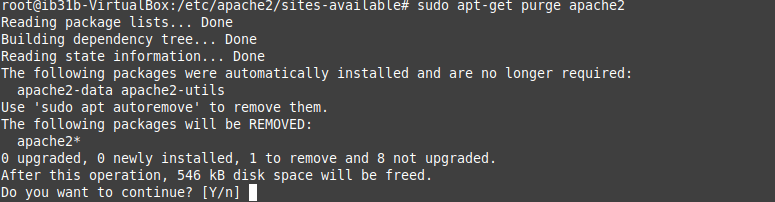 root@ib31b-VirtualBox:/etc/apache2/sites-available# sudo apt-get purge apache2
Reading package lists... Done
Building dependency tree... Done
Reading state information... Done
The following packages were automatically installed and are no longer required:
  apache2-data apache2-utils
Use 'sudo apt autoremove' to remove them.
The following packages will be REMOVED:
  apache2*
0 upgraded, 0 newly installed, 1 to remove and 8 not upgraded.
After this operation, 546 kB disk space will be freed.
Do you want to continue? [Y/n]